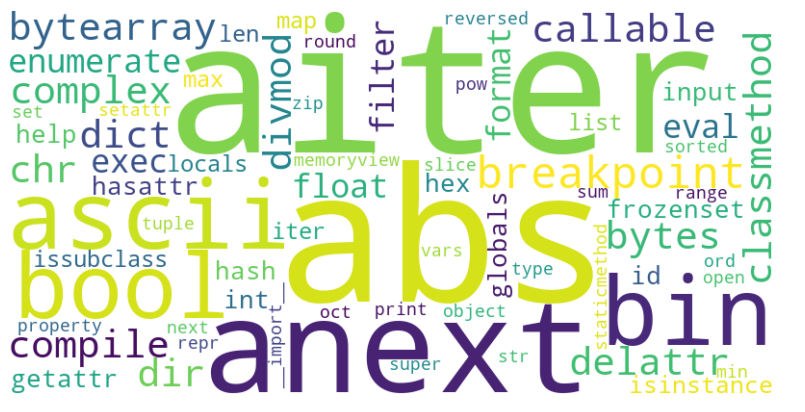 bytearray
len
map
aiter
reversed
callable
round
enumerate
divmod
filter
format
classmethod
max
pow
complex
zip
input
set
setattr
list
eval
help
dict
sorted
chr
exec
locals
memoryview
slice
breakpoint
hasattr
float
hex
sum
range
ascii
abs
frozenset
tuple
iter
globals
bytes
staticmethod
vars
issubclass
hash
type
ord
bool
int
__import__
id
open
bin
oct
print
object
property
next
anext
str
compile
repr
super
delattr
getattr
dir
min
isinstance